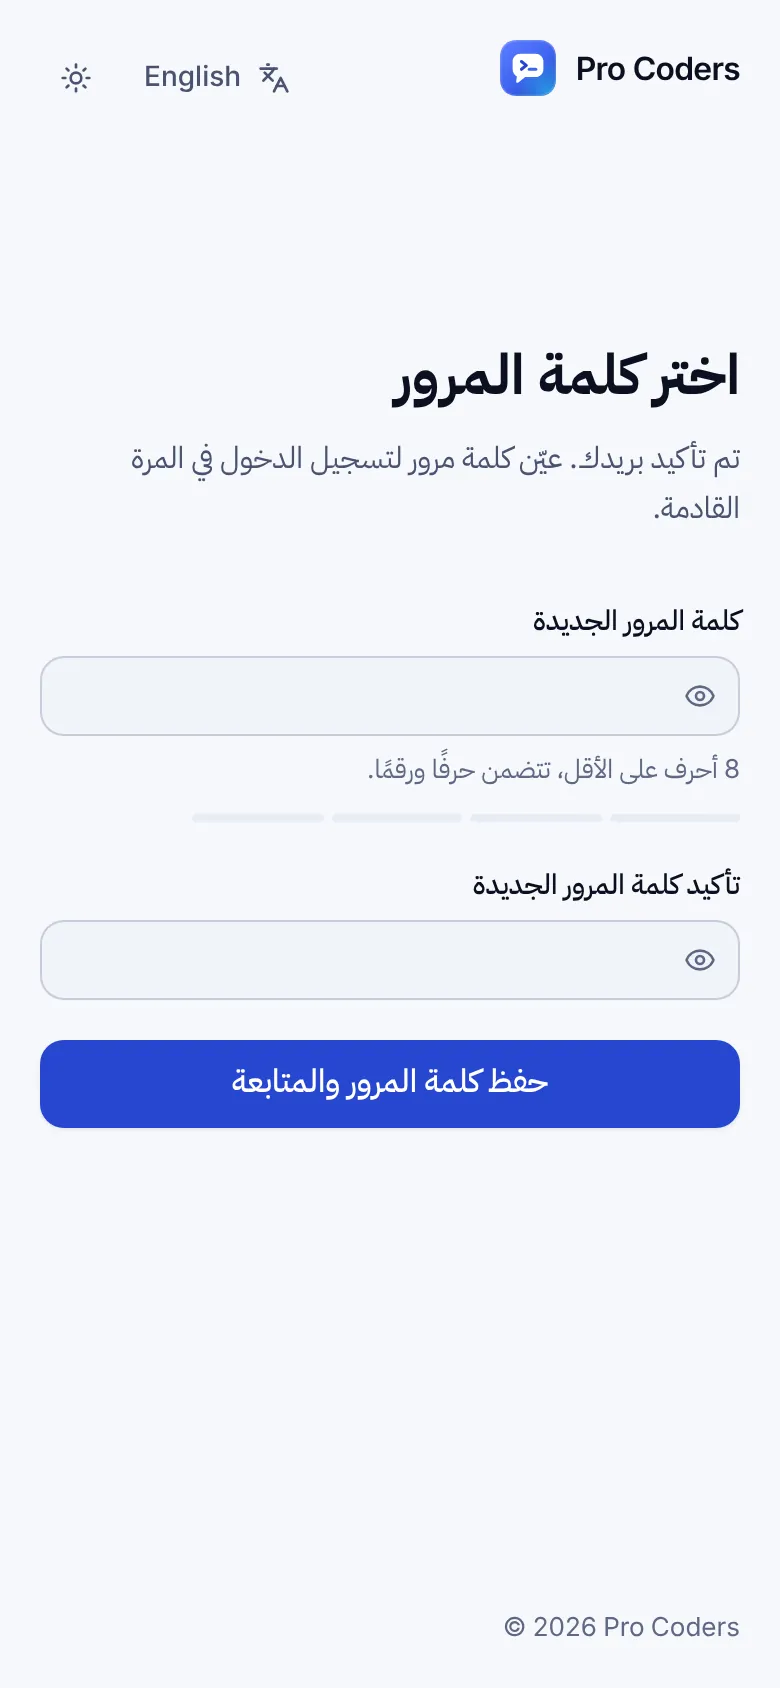 Pro Coders
English
اختر كلمة المرور
تم تأكيد بريدك. عيّن كلمة مرور لتسجيل الدخول في المرة
القادمة.
كلمة المرور الجديدة
8 أحرف على الأقل، تتضمن حرفًا ورقمًا.
تأكيد كلمة المرور الجديدة
حفظ كلمة المرور والمتابعة
© 2026 Pro Coders